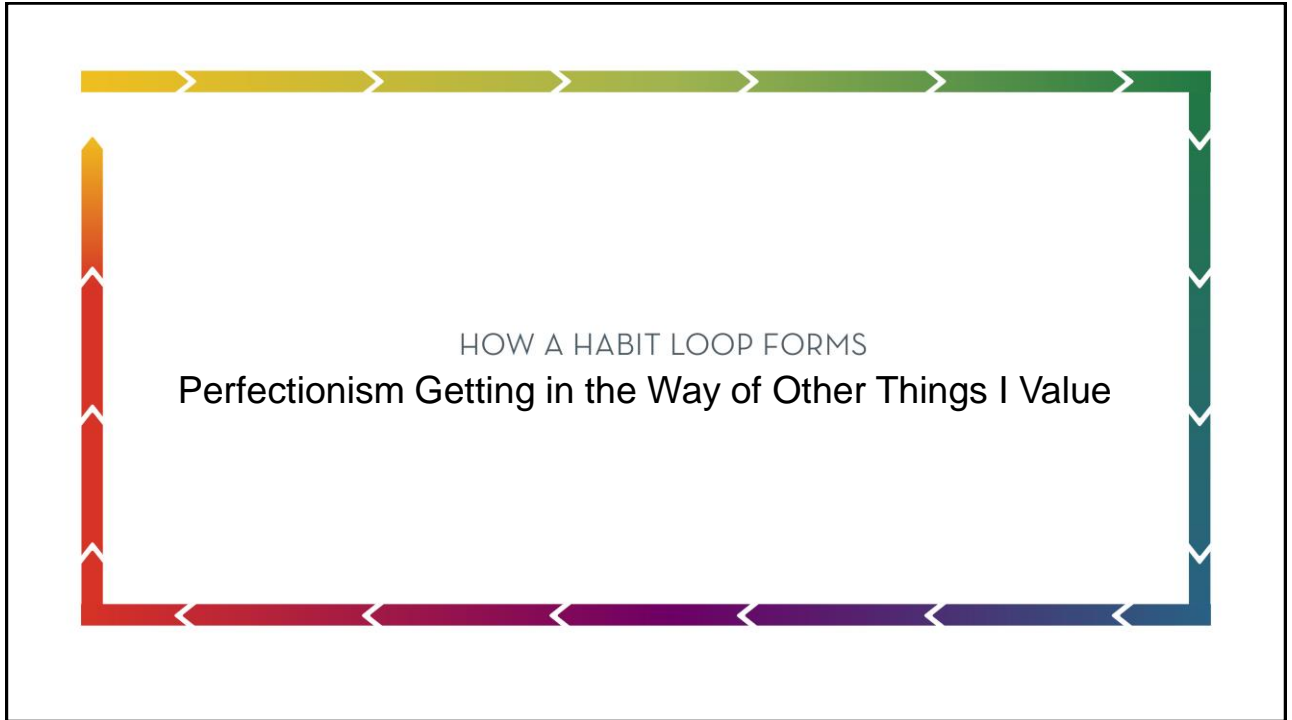 HOW A HABIT LOOP FORMS
Perfectionism Getting in the Way of Other Things I Value